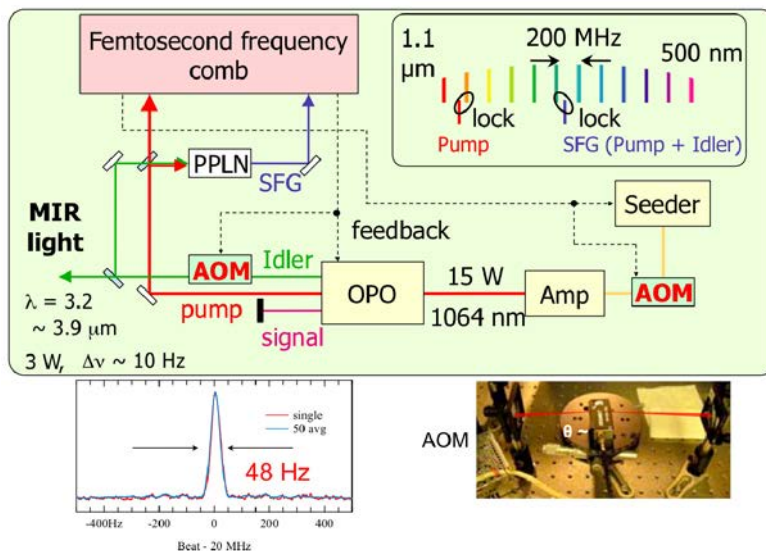 Femtosecond frequency
comb
1.1
μm
200 MHz
500 nm
lock
lock
Pump
SFG (Pump + Idler)
PPLN
SFG
Seeder
MIR
light
feedback
AOM
Idler
OPO
15 W
1064 nm
Amp
AOM
pump
signal
λ = 3.2
~ 3.9 μm
3 W, Δν ~ 10 Hz
single
50 avg
48 Hz
-400Hz
-200
0
200
400
Beat - 20 MHz
AOM
θ ~